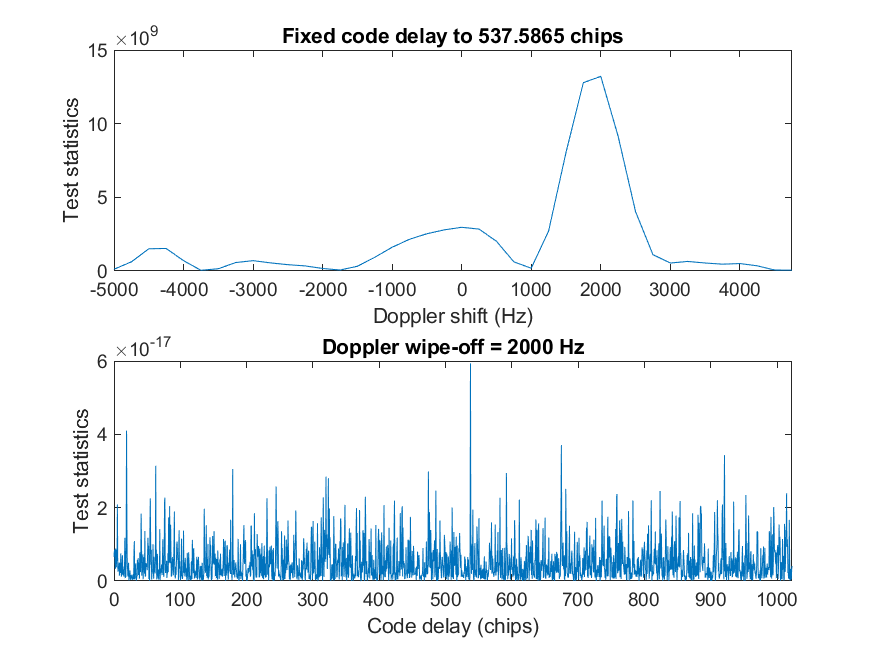 ×10⁹
Fixed code delay to 537.5865 chips
15
10
5
0
Test statistics
-5000 -4000 -3000 -2000 -1000 0 1000 2000 3000 4000
Doppler shift (Hz)
×10⁻¹⁷
Doppler wipe-off = 2000 Hz
6
4
2
0
Test statistics
0 100 200 300 400 500 600 700 800 900 1000
Code delay (chips)